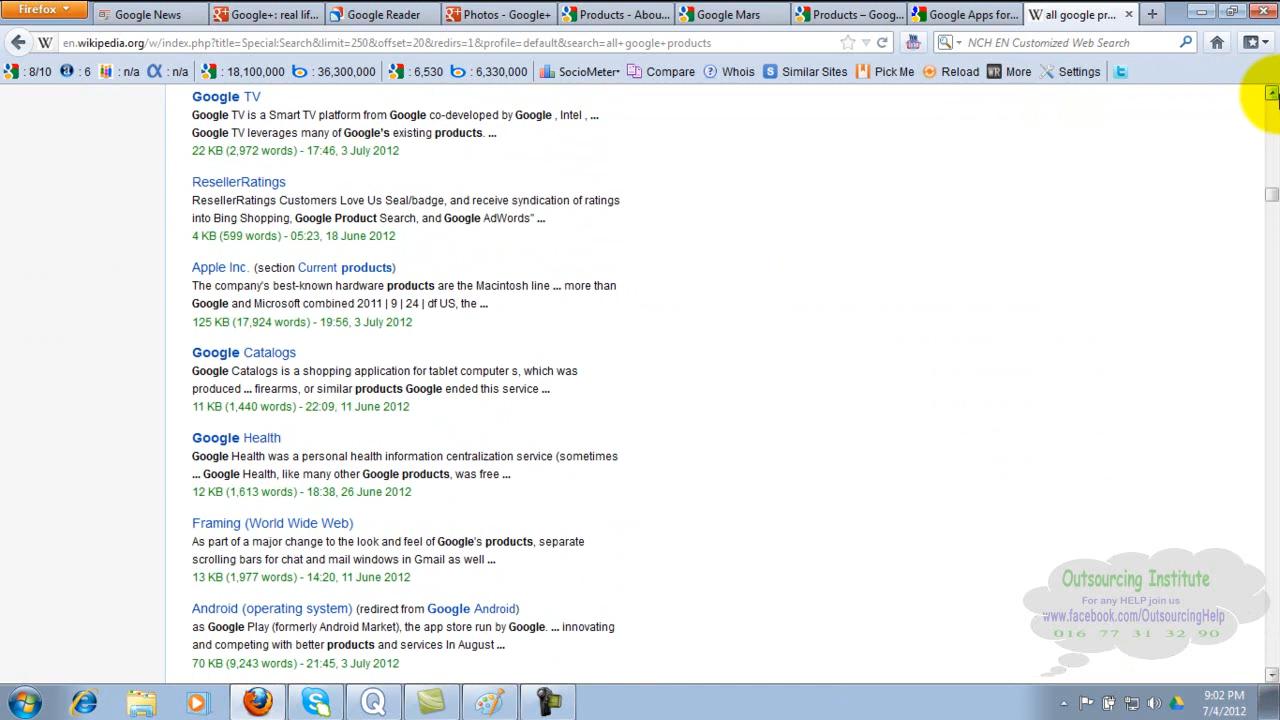 Firefox
Google News
Google+: real lif...
Google Reader
Photos - Google+
Products - Abou...
Google Mars
Products – Goog...
Google Apps for...
all google pr...
en.wikipedia.org/w/index.php?title=Special:Search&limit=250&offset=20&redirs=1&profile=default&search=all+google+products
NCH EN Customized Web Search
: 8/10 : 6 : n/a : n/a : 18,100,000 : 36,300,000 : 6,530 : 6,330,000 SocioMeter Compare Whois Similar Sites Pick Me Reload More Settings
Google TV
Google TV is a Smart TV platform from Google co-developed by Google , Intel , ...
Google TV leverages many of Google's existing products. ...
22 KB (2,972 words) - 17:46, 3 July 2012
ResellerRatings
ResellerRatings Customers Love Us Seal/badge, and receive syndication of ratings
into Bing Shopping, Google Product Search, and Google AdWords" ...
4 KB (599 words) - 05:23, 18 June 2012
Apple Inc. (section Current products)
The company's best-known hardware products are the Macintosh line ... more than
Google and Microsoft combined 2011 | 9 | 24 | df US, the ...
125 KB (17,924 words) - 19:56, 3 July 2012
Google Catalogs
Google Catalogs is a shopping application for tablet computer s, which was
produced ... firearms, or similar products Google ended this service ...
11 KB (1,440 words) - 22:09, 11 June 2012
Google Health
Google Health was a personal health information centralization service (sometimes
... Google Health, like many other Google products, was free ...
12 KB (1,613 words) - 18:38, 26 June 2012
Framing (World Wide Web)
As part of a major change to the look and feel of Google's products, separate
scrolling bars for chat and mail windows in Gmail as well ...
13 KB (1,977 words) - 14:20, 11 June 2012
Android (operating system) (redirect from Google Android)
as Google Play (formerly Android Market), the app store run by Google. ... innovating
and competing with better products and services In August ...
70 KB (9,243 words) - 21:45, 3 July 2012
Outsourcing Institute
For any HELP join us
www.facebook.com/OutsourcingHelp
016 77 31 32 90
9:02 PM
7/4/2012